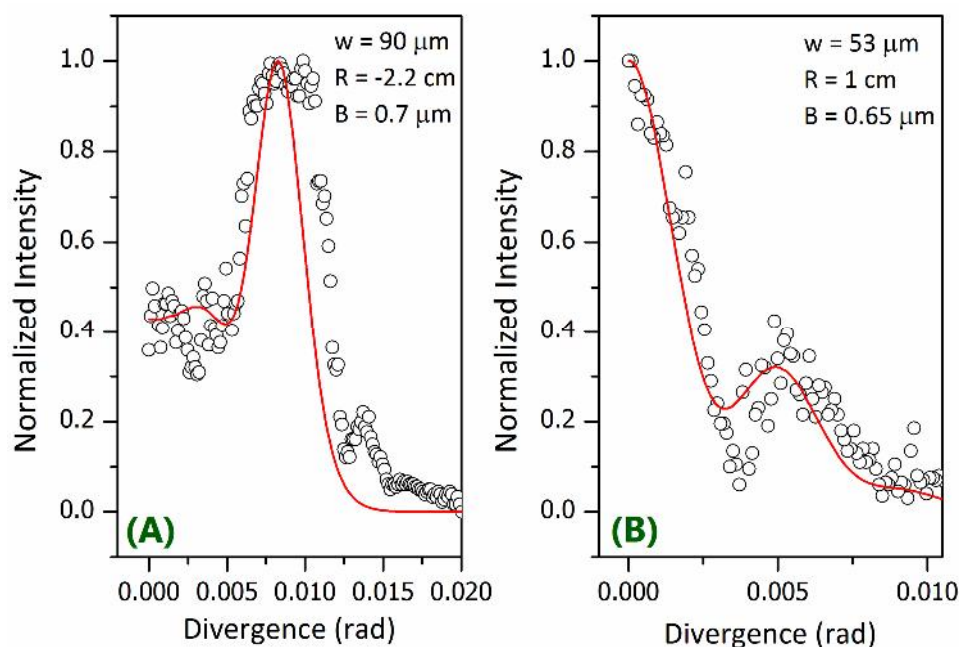 w = 90 μm
R = -2.2 cm
B = 0.7 μm
Normalized Intensity
1.0
0.8
0.6
0.4
0.2
0.0
(A)
0.000 0.005 0.010 0.015 0.020
Divergence (rad)
w = 53 μm
R = 1 cm
B = 0.65 μm
Normalized Intensity
1.0
0.8
0.6
0.4
0.2
0.0
(B)
0.000 0.005 0.010
Divergence (rad)